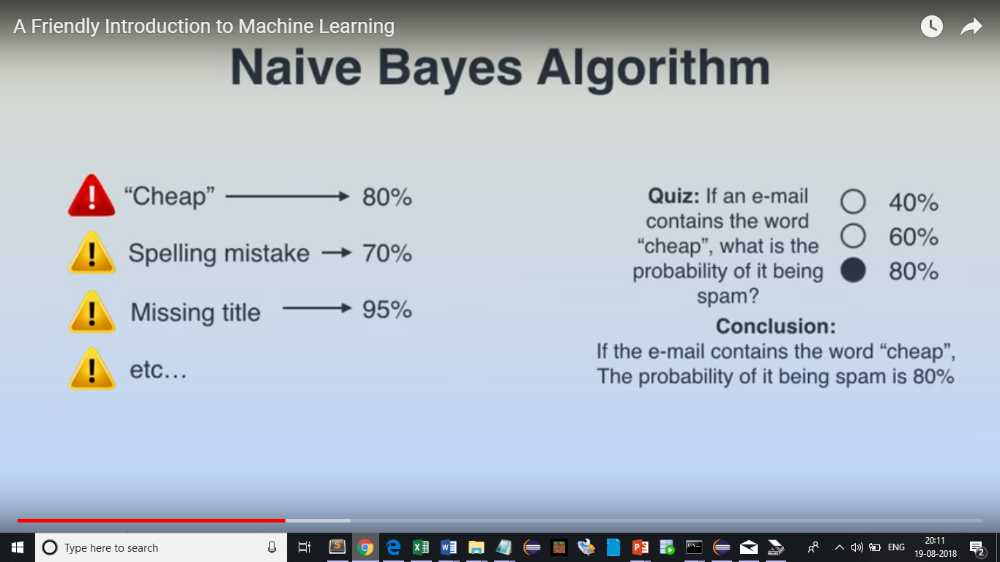 A Friendly Introduction to Machine Learning
Naive Bayes Algorithm
“Cheap” 80%
Spelling mistake 70%
Missing title 95%
etc...
Quiz: If an e-mail
contains the word
“cheap”, what is the
probability of it being
spam?
40%
60%
80%
Conclusion:
If the e-mail contains the word “cheap”,
The probability of it being spam is 80%
Type here to search
ENG
20:11
19-08-2018
2